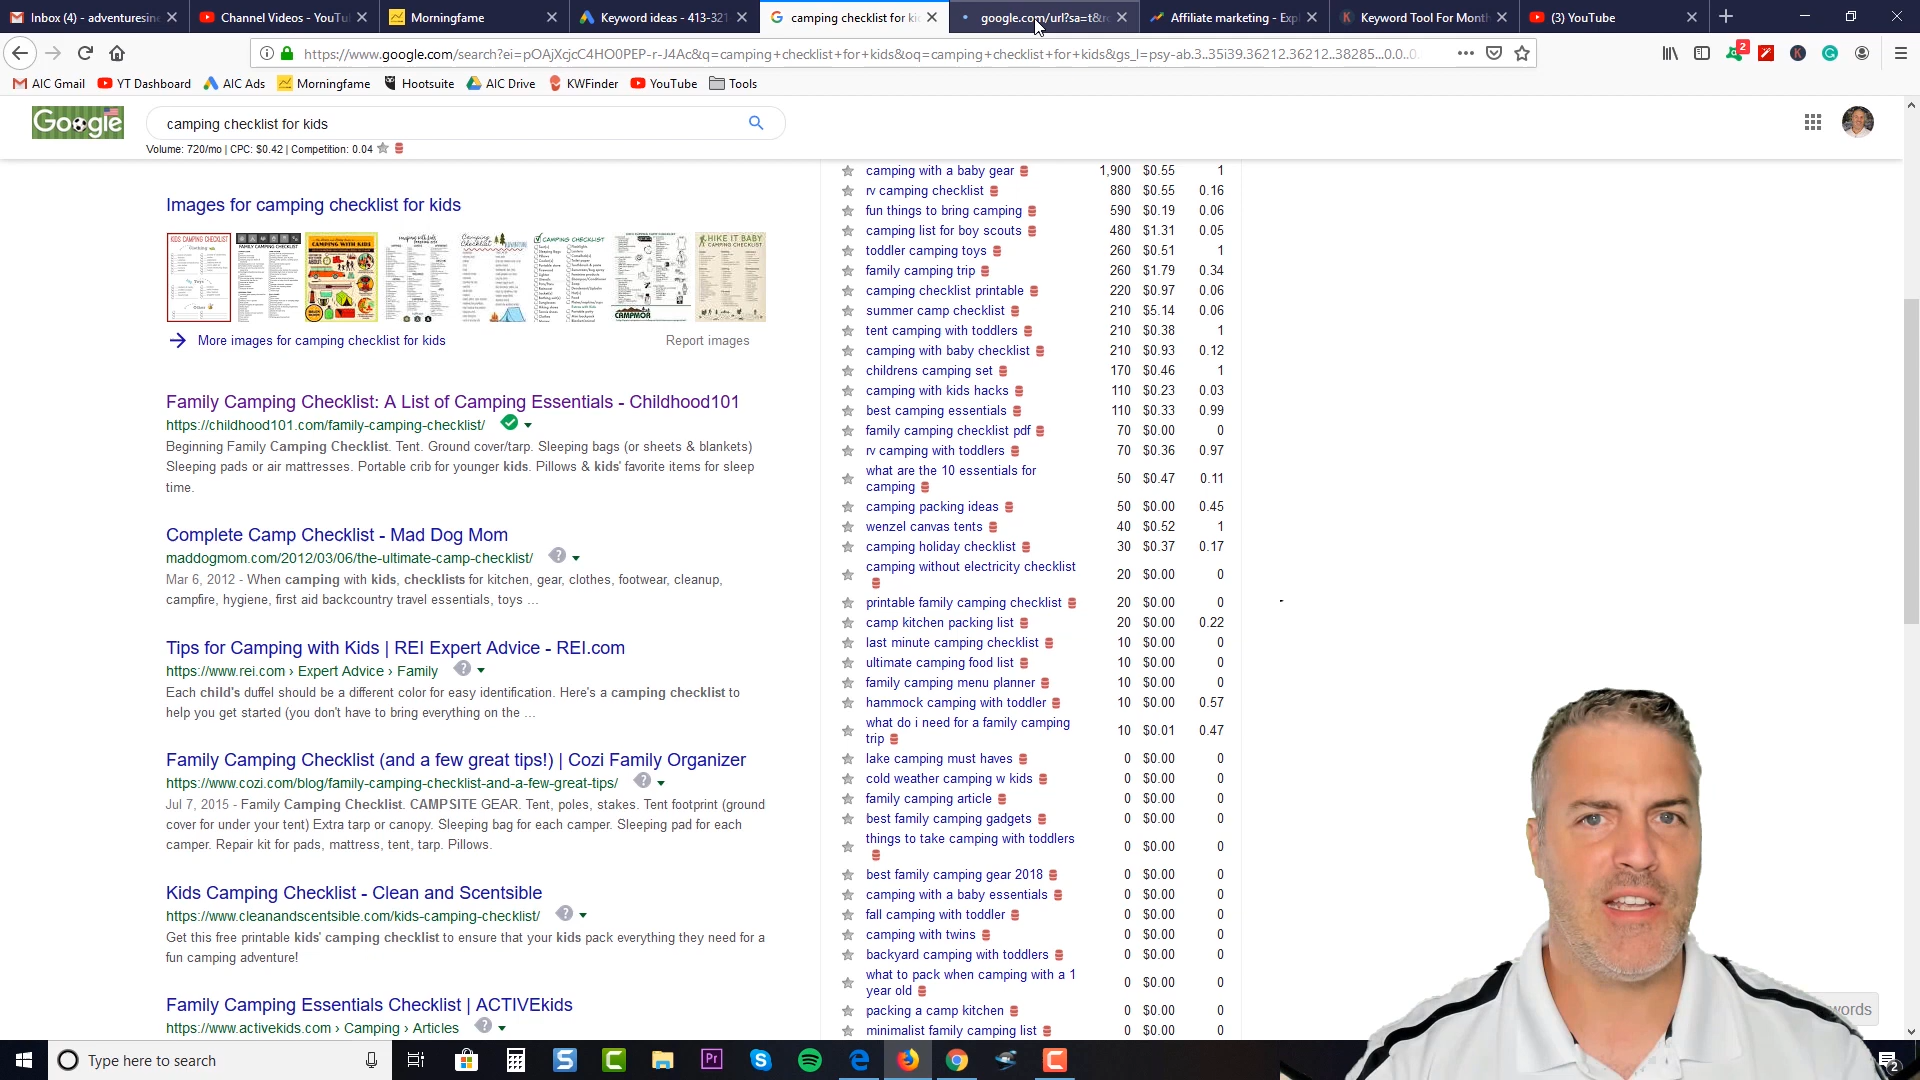 Inbox (4) - adventuresine
Channel Videos - YouTu
Morningfame
Keyword ideas - 413-321
camping checklist for ki
google.com/url?sa=t&rc
Affiliate marketing - Expl
Keyword Tool For Month
(3) YouTube
https://www.google.com/search?ei=pOAjXcjcC4HO0PEP-r-J4Ac&q=camping+checklist+for+kids&oq=camping+checklist+for+kids&gs_l=psy-ab.3..35i39.36212.36212..38285...0.0..0.
2
AIC Gmail
YT Dashboard
AIC Ads
Morningfame
Hootsuite
AIC Drive
KWFinder
YouTube
Tools
Google
camping checklist for kids
Volume: 720/mo | CPC: $0.42 | Competition: 0.04
Images for camping checklist for kids
KIDS CAMPING CHECKLIST
CAMPING WITH KIDS
CAMPING CHECKLIST
CAMPMOR
HIKE IT BABY
More images for camping checklist for kids
Report images
Family Camping Checklist: A List of Camping Essentials - Childhood101
https://childhood101.com/family-camping-checklist/
Beginning Family Camping Checklist. Tent. Ground cover/tarp. Sleeping bags (or sheets & blankets)
Sleeping pads or air mattresses. Portable crib for younger kids. Pillows & kids' favorite items for sleep
time.
Complete Camp Checklist - Mad Dog Mom
maddogmom.com/2012/03/06/the-ultimate-camp-checklist/
Mar 6, 2012 - When camping with kids, checklists for kitchen, gear, clothes, footwear, cleanup,
campfire, hygiene, first aid backcountry travel essentials, toys ...
Tips for Camping with Kids | REI Expert Advice - REI.com
https://www.rei.com › Expert Advice › Family
Each child's duffel should be a different color for easy identification. Here's a camping checklist to
help you get started (you don't have to bring everything on the ...
Family Camping Checklist (and a few great tips!) | Cozi Family Organizer
https://www.cozi.com/blog/family-camping-checklist-and-a-few-great-tips/
Jul 7, 2015 - Family Camping Checklist. CAMPSITE GEAR. Tent, poles, stakes. Tent footprint (ground
cover for under your tent) Extra tarp or canopy. Sleeping bag for each camper. Sleeping pad for each
camper. Repair kit for pads, mattress, tent, tarp. Pillows.
Kids Camping Checklist - Clean and Scentsible
https://www.cleanandscentsible.com/kids-camping-checklist/
Get this free printable kids' camping checklist to ensure that your kids pack everything they need for a
fun camping adventure!
Family Camping Essentials Checklist | ACTIVEkids
https://www.activekids.com › Camping › Articles
camping with a baby gear 1,900 $0.55 1
rv camping checklist 880 $0.55 0.16
fun things to bring camping 590 $0.19 0.06
camping list for boy scouts 480 $1.31 0.05
toddler camping toys 260 $0.51 1
family camping trip 260 $1.79 0.34
camping checklist printable 220 $0.97 0.06
summer camp checklist 210 $5.14 0.06
tent camping with toddlers 210 $0.38 1
camping with baby checklist 210 $0.93 0.12
childrens camping set 170 $0.46 1
camping with kids hacks 110 $0.23 0.03
best camping essentials 110 $0.33 0.99
family camping checklist pdf 70 $0.00 0
rv camping with toddlers 70 $0.36 0.97
what are the 10 essentials for
camping 50 $0.47 0.11
camping packing ideas 50 $0.00 0.45
wenzel canvas tents 40 $0.52 1
camping holiday checklist 30 $0.37 0.17
camping without electricity checklist 20 $0.00 0
printable family camping checklist 20 $0.00 0
camp kitchen packing list 20 $0.00 0.22
last minute camping checklist 10 $0.00 0
ultimate camping food list 10 $0.00 0
family camping menu planner 10 $0.00 0
hammock camping with toddler 10 $0.00 0.57
what do i need for a family camping
trip 10 $0.01 0.47
lake camping must haves 0 $0.00 0
cold weather camping w kids 0 $0.00 0
family camping article 0 $0.00 0
best family camping gadgets 0 $0.00 0
things to take camping with toddlers 0 $0.00 0
best family camping gear 2018 0 $0.00 0
camping with a baby essentials 0 $0.00 0
fall camping with toddler 0 $0.00 0
camping with twins 0 $0.00 0
backyard camping with toddlers 0 $0.00 0
what to pack when camping with a 1
year old 0 $0.00 0
packing a camp kitchen 0 $0.00 0
minimalist family camping list 0 $0.00 0
words
Type here to search
2